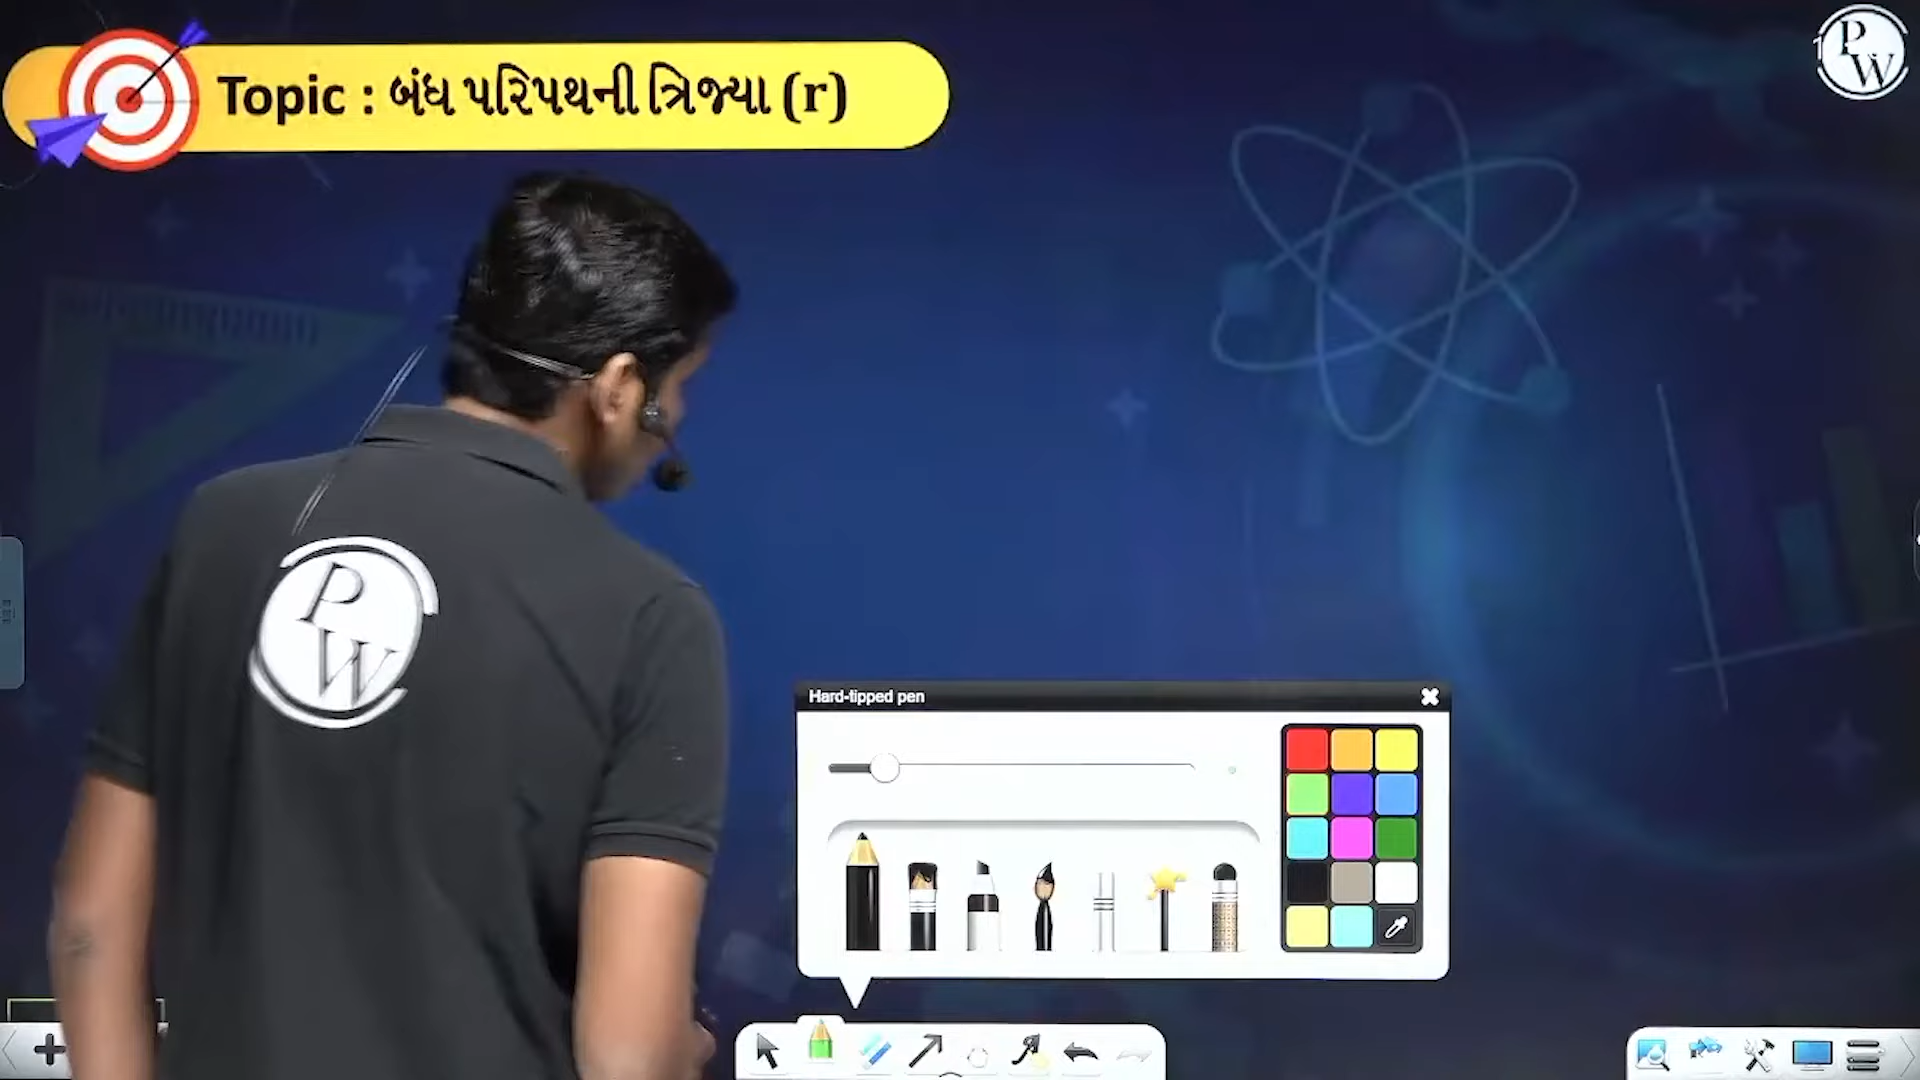 Topic : બંધ પરિપથની ત્રિજ્યા (r)
PW
PW
Hard-tipped pen